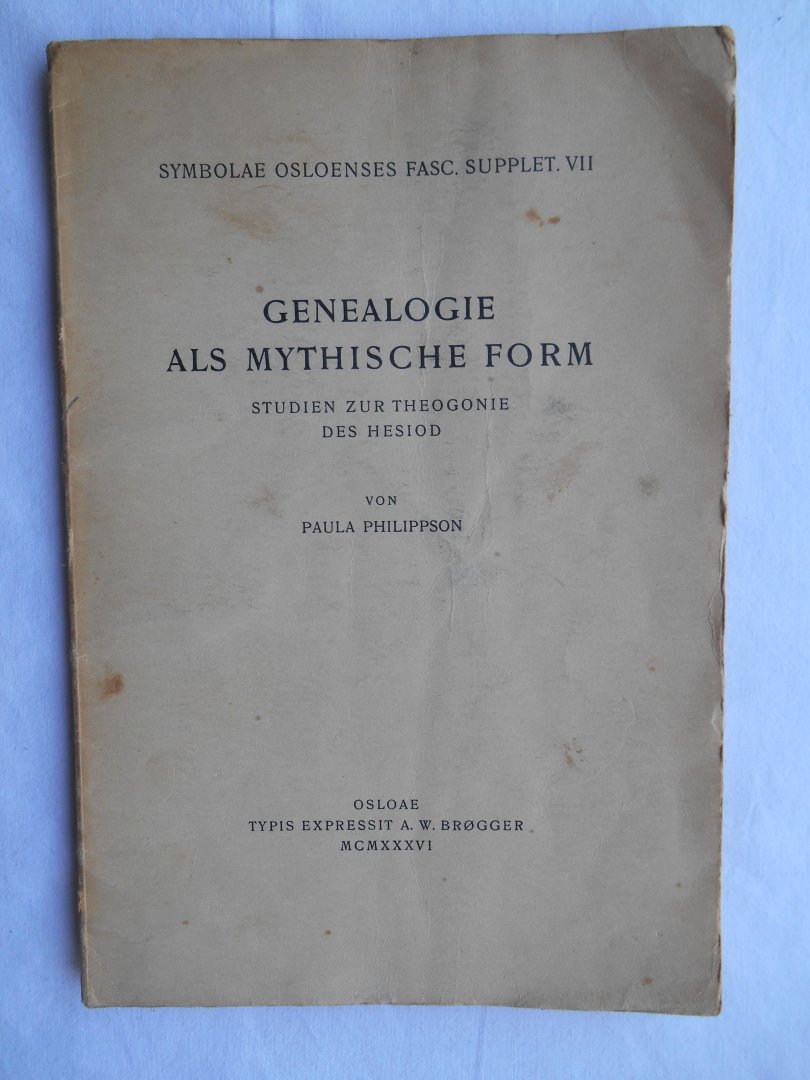 SYMBOLAE OSLOENSES FASC. SUPPLET. VII
GENEALOGIE
ALS MYTHISCHE FORM
STUDIEN ZUR THEOGONIE
DES HESIOD
VON
PAULA PHILIPPSON
OSLOAE
TYPIS EXPRESSIT A. W. BRØGGER
MCMXXXVI